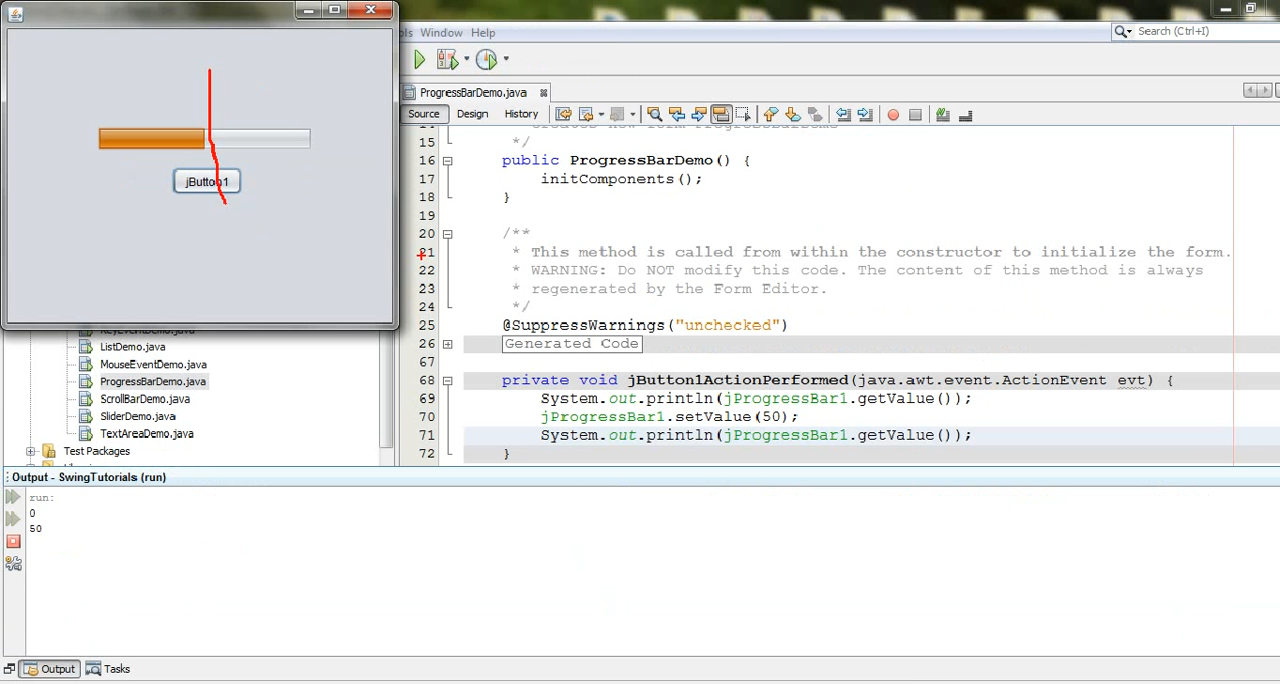 Window Help
Search (Ctrl+I)
ProgressBarDemo.java
Source Design History
15 */
16 public ProgressBarDemo() {
17 initComponents();
18 }
19
20 /**
21 * This method is called from within the constructor to initialize the form.
22 * WARNING: Do NOT modify this code. The content of this method is always
23 * regenerated by the Form Editor.
24 */
25 @SuppressWarnings("unchecked")
26 Generated Code
67
68 private void jButton1ActionPerformed(java.awt.event.ActionEvent evt) {
69 System.out.println(jProgressBar1.getValue());
70 jProgressBar1.setValue(50);
71 System.out.println(jProgressBar1.getValue());
72 }
jButton1
ListDemo.java
MouseEventDemo.java
ProgressBarDemo.java
ScrollBarDemo.java
SliderDemo.java
TextAreaDemo.java
Test Packages
Output - SwingTutorials (run)
run:
0
50
Output Tasks